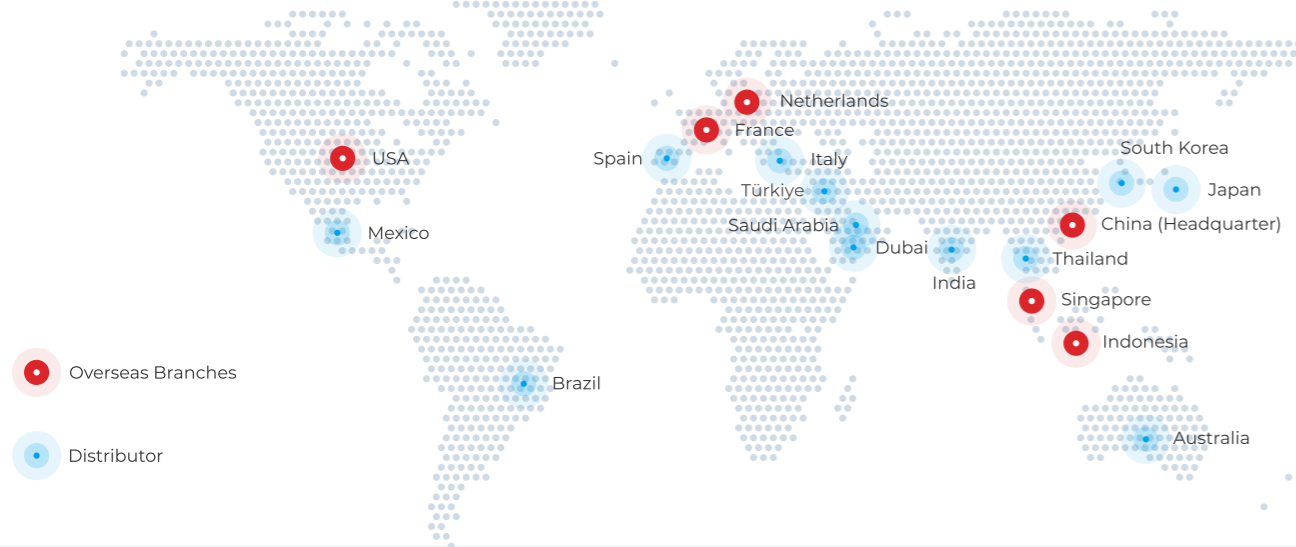 Netherlands
France
South Korea
USA
Spain
Italy
Türkiye
Japan
Saudi Arabia
China (Headquarter)
Mexico
Dubai
Thailand
India
Singapore
Indonesia
Overseas Branches
Brazil
Australia
Distributor